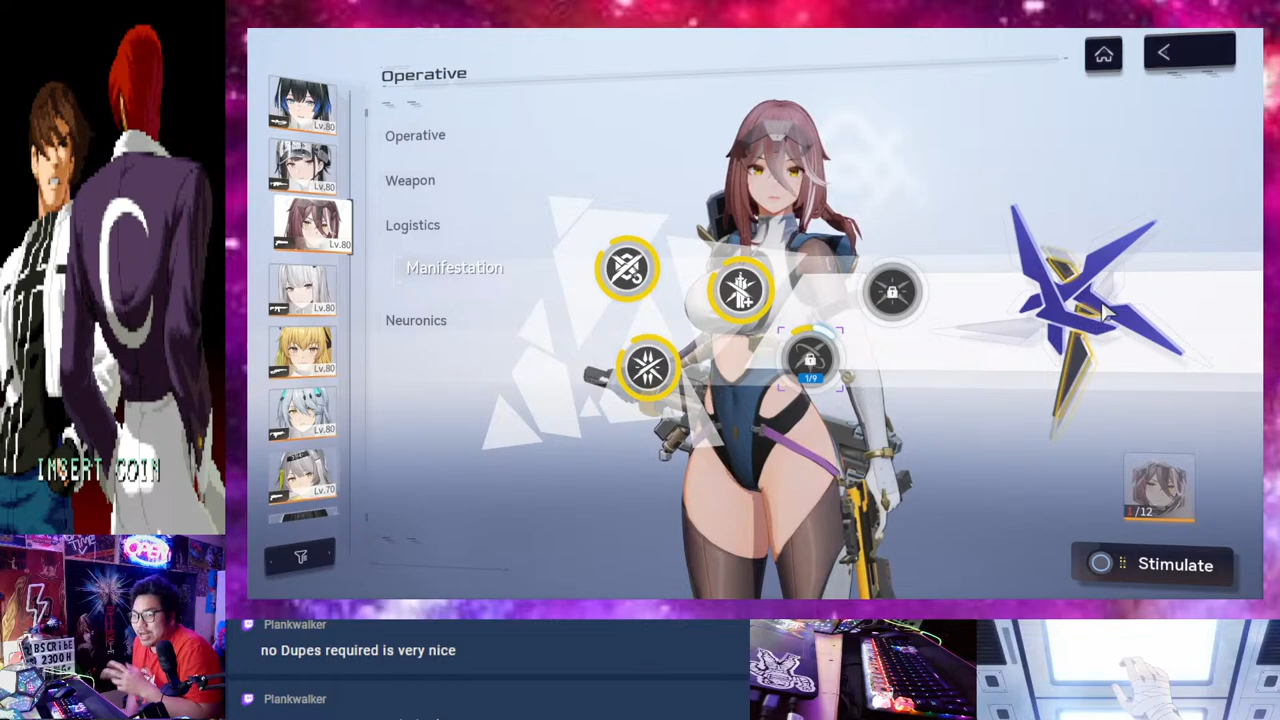 Operative
Operative
Weapon
Logistics
Manifestation
Neuronics
Lv.80
Lv.80
Lv.80
Lv.80
Lv.80
Lv.80
Lv.70
1/9
1/12
Stimulate
INSERT COIN
OPEN
Plankwalker
no Dupes required is very nice
Plankwalker